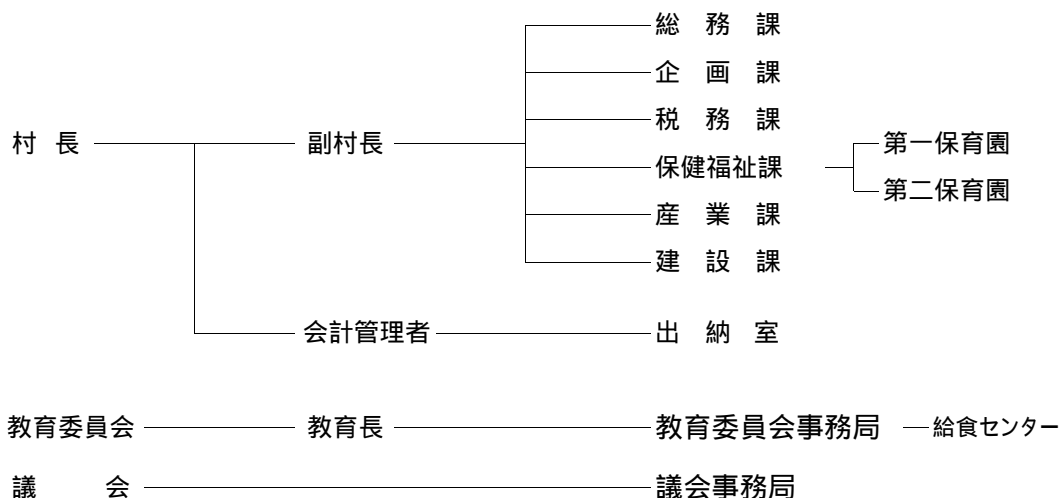 総務課
企画課
税務課
村長 副村長 第一保育園
保健福祉課
第二保育園
産業課
建設課
会計管理者 出納室
教育委員会 教育長 教育委員会事務局 給食センター
議会 議会事務局